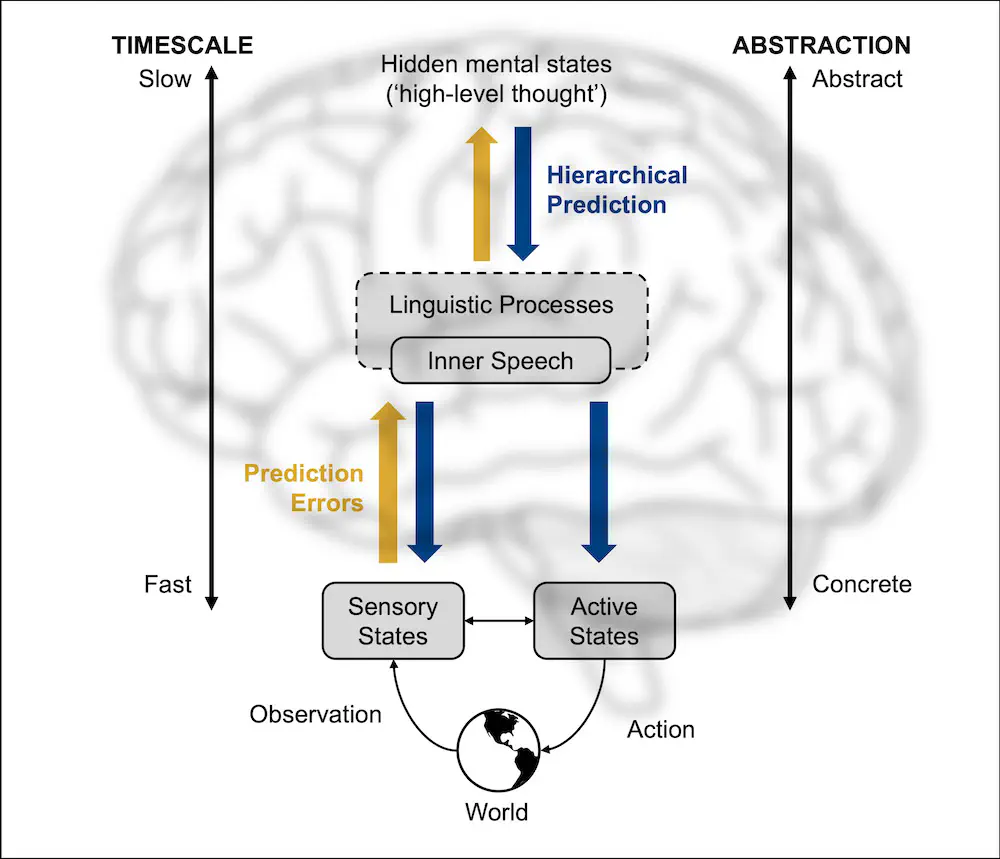 TIMESCALE
Slow
Hidden mental states
(‘high-level thought’)
ABSTRACTION
Abstract
Hierarchical
Prediction
Linguistic Processes
Inner Speech
Prediction
Errors
Fast
Concrete
Sensory
States
Active
States
Observation
Action
World